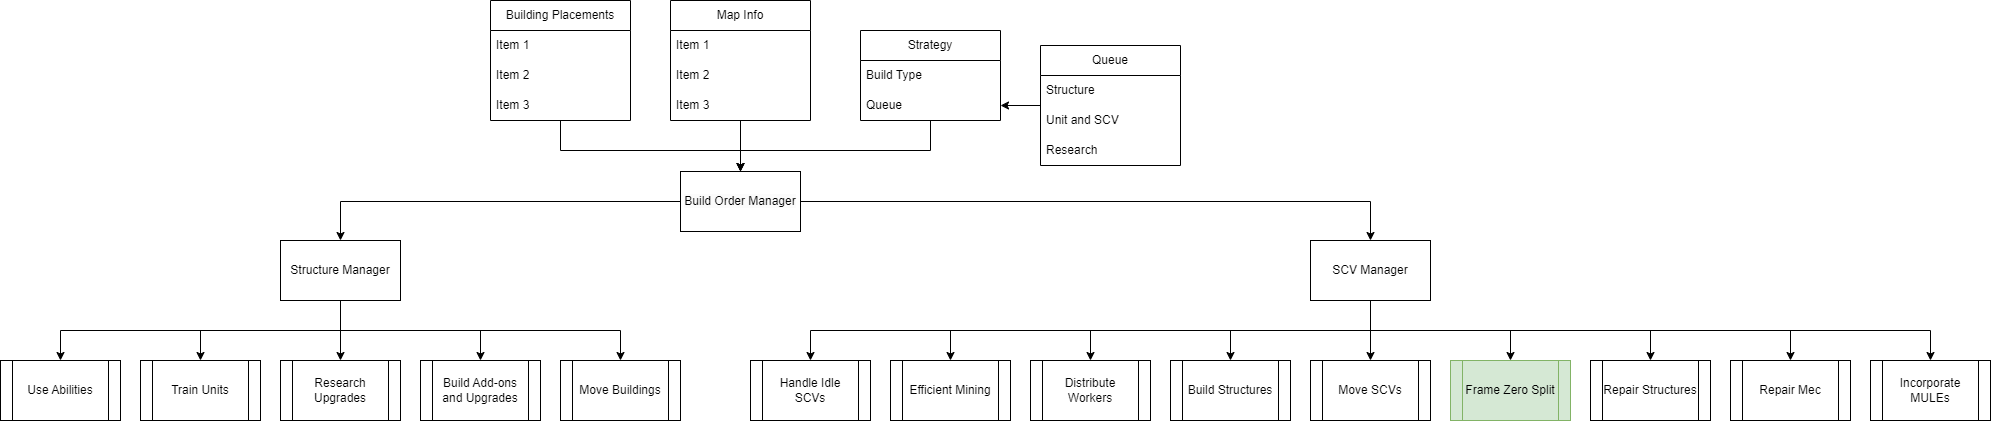 Building Placements
Item 1
Item 2
Item 3
Map Info
Item 1
Item 2
Item 3
Strategy
Build Type
Queue
Queue
Structure
Unit and SCV
Research
Build Order Manager
Structure Manager
SCV Manager
Use Abilities
Train Units
Research
Upgrades
Build Add-ons
and Upgrades
Move Buildings
Handle Idle
SCVs
Efficient Mining
Distribute
Workers
Build Structures
Move SCVs
Frame Zero Split
Repair Structures
Repair Mec
Incorporate
MULEs